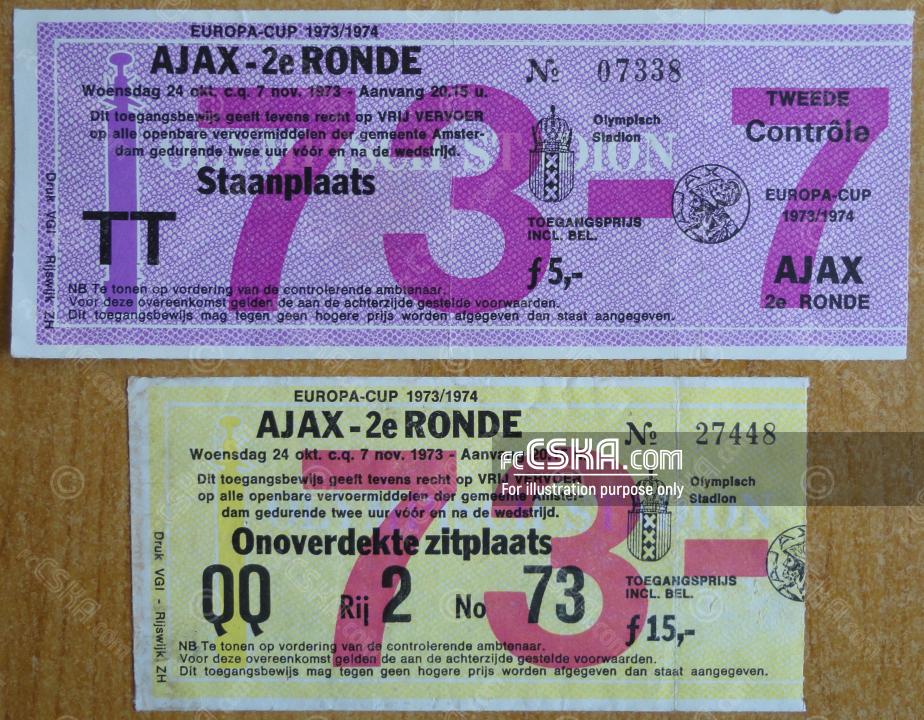 EUROPA-CUP 1973/1974
AJAX - 2e RONDE
Woensdag 24 okt. c.q. 7 nov. 1973 - Aanvang 20.15 u.
Dit toegangsbewijs geeft tevens recht op VRIJ VERVOER
op alle openbare vervoermiddelen der gemeente Amster-
dam gedurende twee uur vóór en na de wedstrijd.
Staanplaats
TT
NB Te tonen op vordering van de controlerende ambtenaar.
Voor deze overeenkomst gelden de aan de achterzijde gestelde voorwaarden.
Dit toegangsbewijs mag tegen geen hogere prijs worden afgegeven dan staat aangegeven.
Druk VGI - Rijswijk ZH
73-7
№ 07338
Olympisch
Stadion
TOEGANGSPRIJS
INCL. BEL.
ƒ 5,-
TWEEDE
Contrôle
EUROPA-CUP
1973/1974
AJAX
2e RONDE
EUROPA-CUP 1973/1974
AJAX - 2e RONDE
Woensdag 24 okt. c.q. 7 nov. 1973 - Aanvang 20.
Dit toegangsbewijs geeft tevens recht op VRIJ VERVOER
op alle openbare vervoermiddelen der gemeente Amster-
dam gedurende twee uur vóór en na de wedstrijd.
Onoverdekte zitplaats
QQ Rij 2 No 73
NB Te tonen op vordering van de controlerende ambtenaar.
Voor deze overeenkomst gelden de aan de achterzijde gestelde voorwaarden.
Dit toegangsbewijs mag tegen geen hogere prijs worden afgegeven dan staat aangegeven.
Druk VGI - Rijswijk ZH
73-
№ 27448
Olympisch
Stadion
TOEGANGSPRIJS
INCL. BEL.
ƒ 15,-
fcCSKA.com
For illustration purpose only